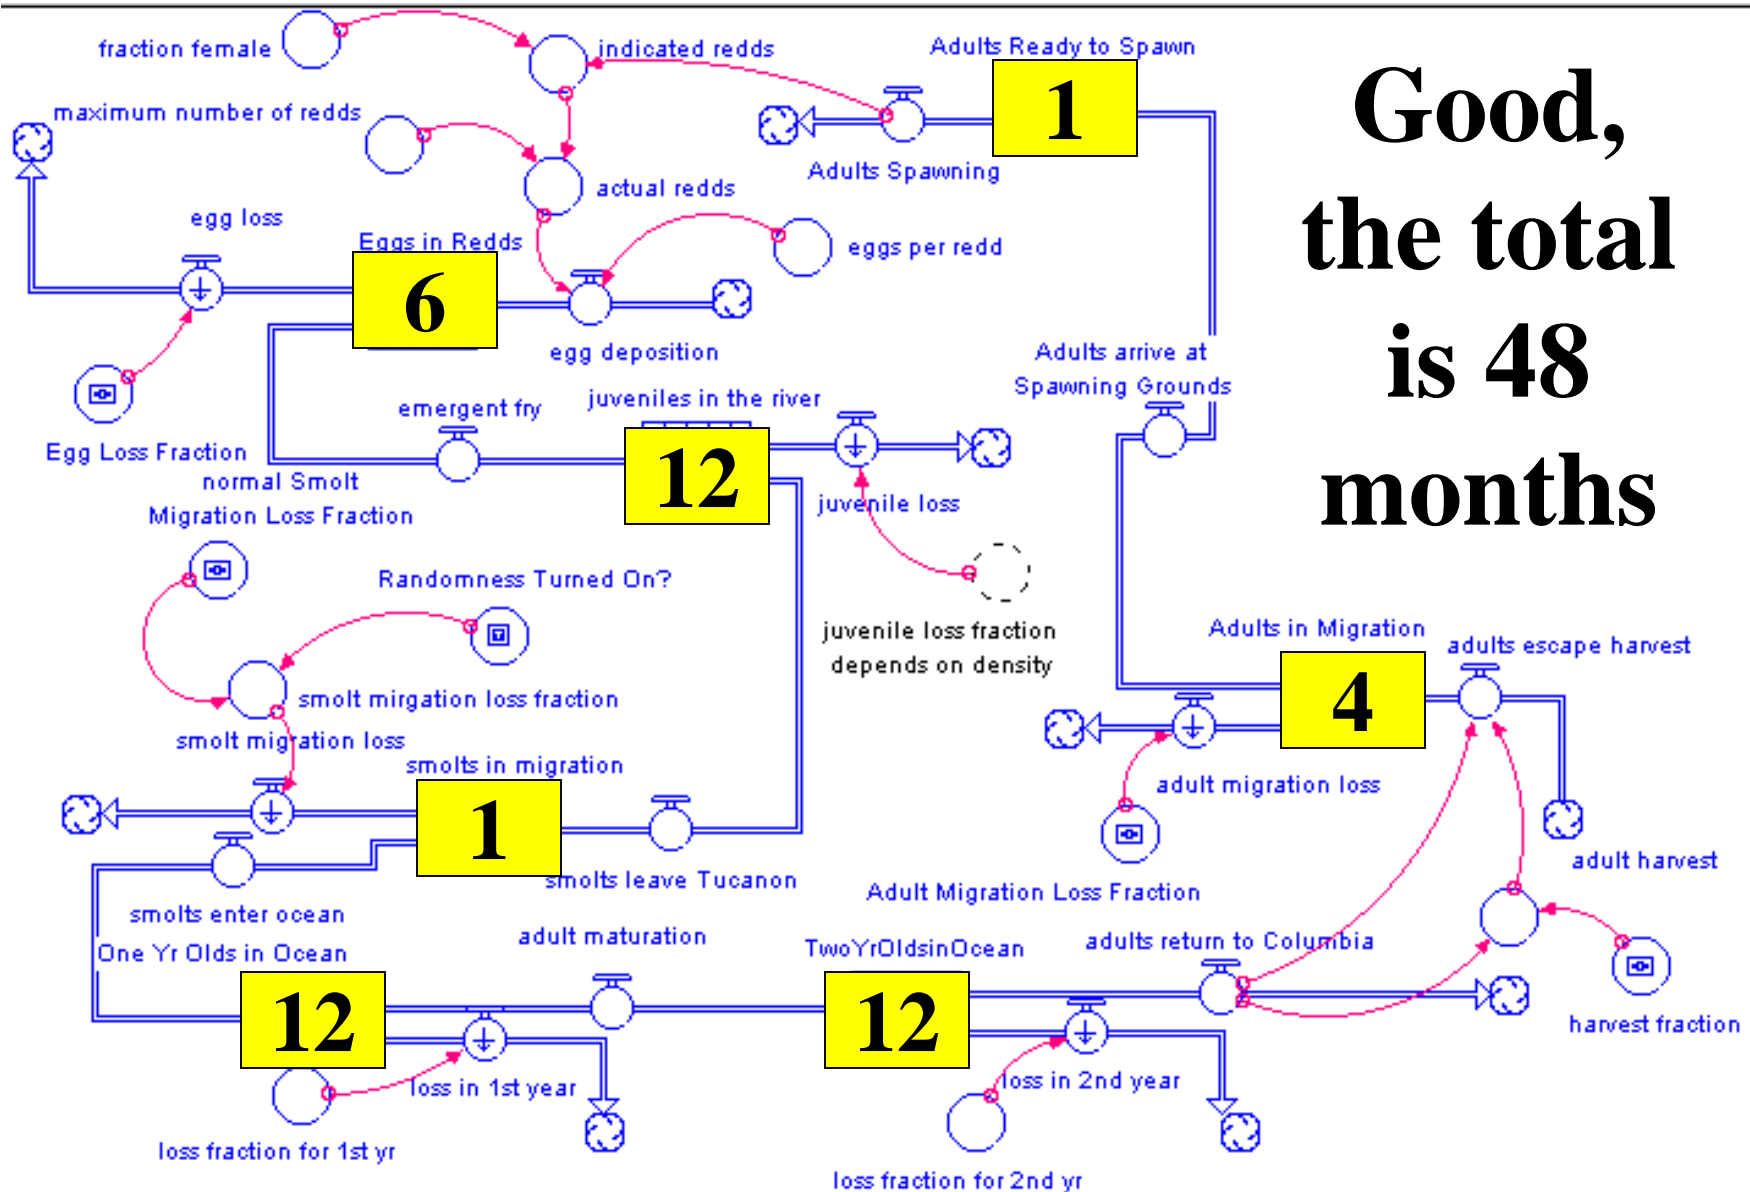 fraction female
indicated redds
Adults Ready to Spawn
1
Good,
the total
is 48
months
maximum number of redds
Adults Spawning
actual redds
egg loss
Eggs in Redds
6
eggs per redd
egg deposition
Adults arrive at
Spawning Grounds
emergent fry
juveniles in the river
12
Egg Loss Fraction
normal Smolt
Migration Loss Fraction
juvenile loss
Randomness Turned On?
juvenile loss fraction
depends on density
Adults in Migration
4
adults escape harvest
smolt mirgation loss fraction
smolt migration loss
smolts in migration
1
adult migration loss
adult harvest
smolts leave Tucanon
Adult Migration Loss Fraction
smolts enter ocean
One Yr Olds in Ocean
12
adult maturation
TwoYrOldsinOcean
12
adults return to Columbia
harvest fraction
loss in 1st year
loss in 2nd year
loss fraction for 1st yr
loss fraction for 2nd yr